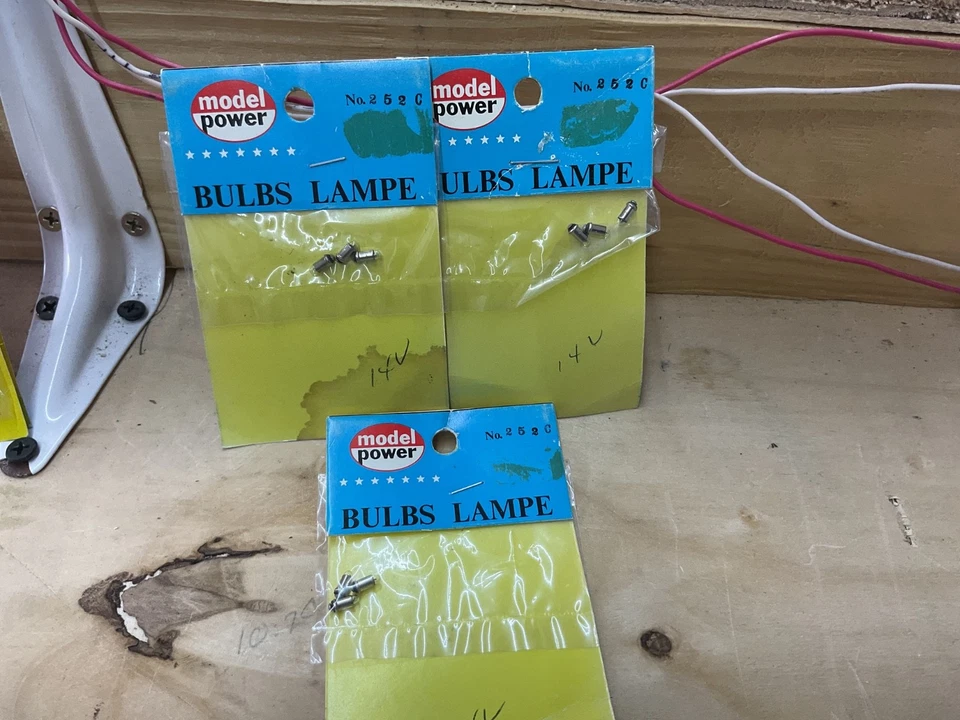 model
power
No. 252C
BULBS LAMPE
14V
model
power
No. 252C
ULBS LAMPE
14V
model
power
No. 252C
BULBS LAMPE